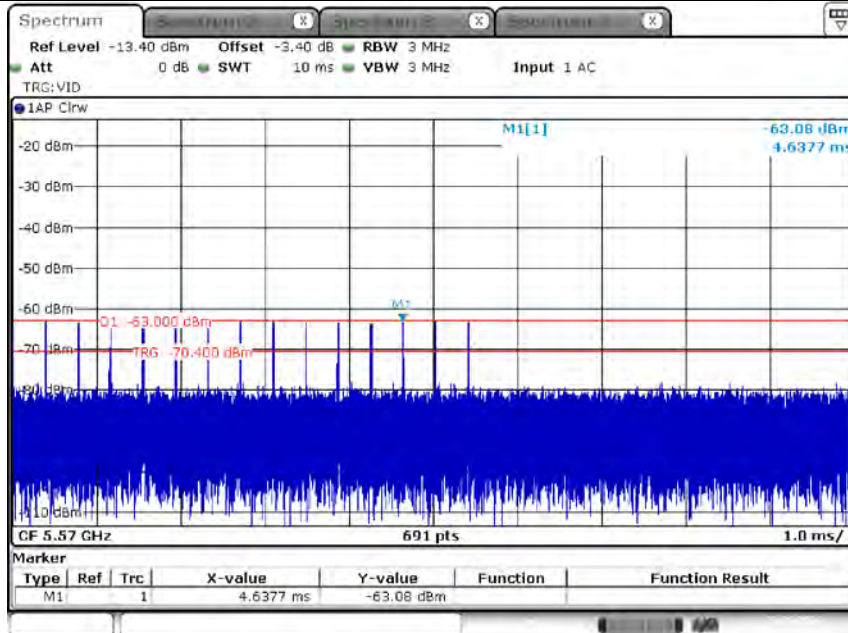 Spectrum
Ref Level -13.40 dBm Offset -3.40 dB RBW 3 MHz
Att 0 dB SWT 10 ms VBW 3 MHz Input 1 AC
TRG:VID
1AP Clrw
M1[1] -63.08 dBm
4.6377 ms
-20 dBm
-30 dBm
-40 dBm
-50 dBm
-60 dBm
M1
D1 -63.000 dBm
-70 dBm
TRG -70.400 dBm
-80 dBm
-110 dBm
CF 5.57 GHz 691 pts 1.0 ms/
Marker
Type Ref Trc X-value Y-value Function Function Result
M1 1 4.6377 ms -63.08 dBm